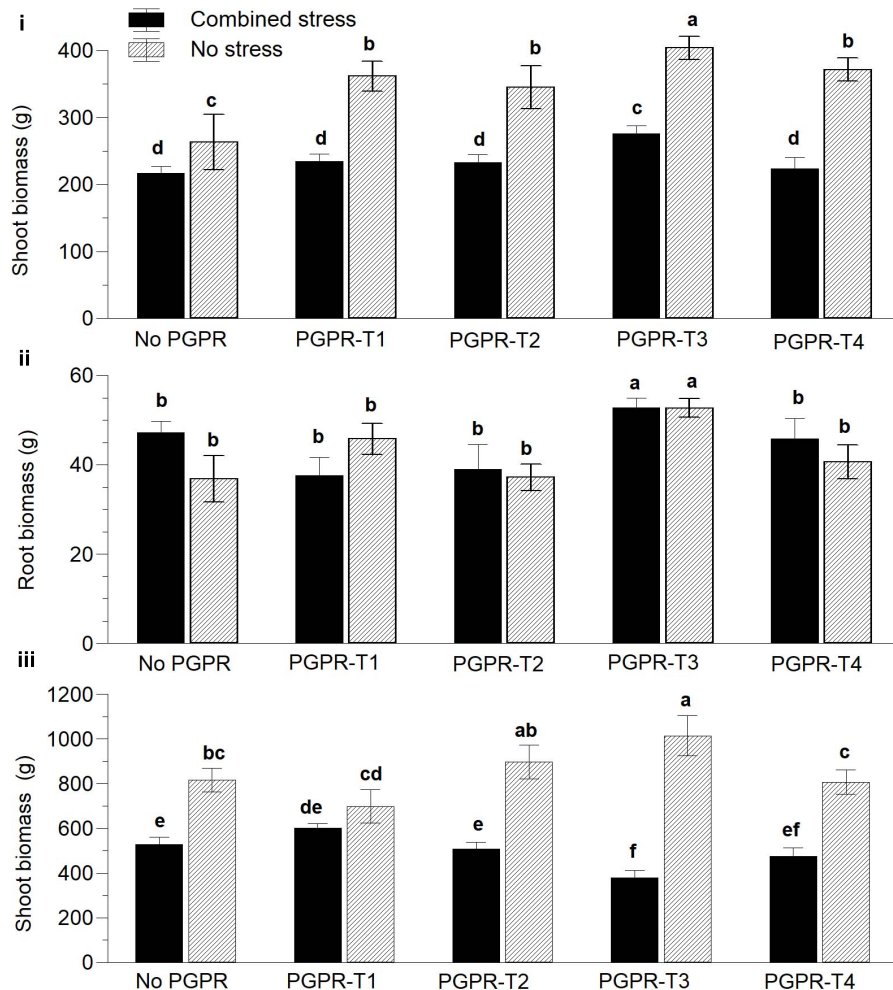 i
Combined stress
No stress
Shoot biomass (g)
400
300
200
100
0
d
c
d
b
d
b
c
a
d
b
No PGPR
PGPR-T1
PGPR-T2
PGPR-T3
PGPR-T4
ii
Root biomass (g)
60
40
20
0
b
b
b
b
b
b
a
a
b
b
No PGPR
PGPR-T1
PGPR-T2
PGPR-T3
PGPR-T4
iii
Shoot biomass (g)
1200
1000
800
600
400
200
0
e
bc
de
cd
e
ab
f
a
ef
c
No PGPR
PGPR-T1
PGPR-T2
PGPR-T3
PGPR-T4